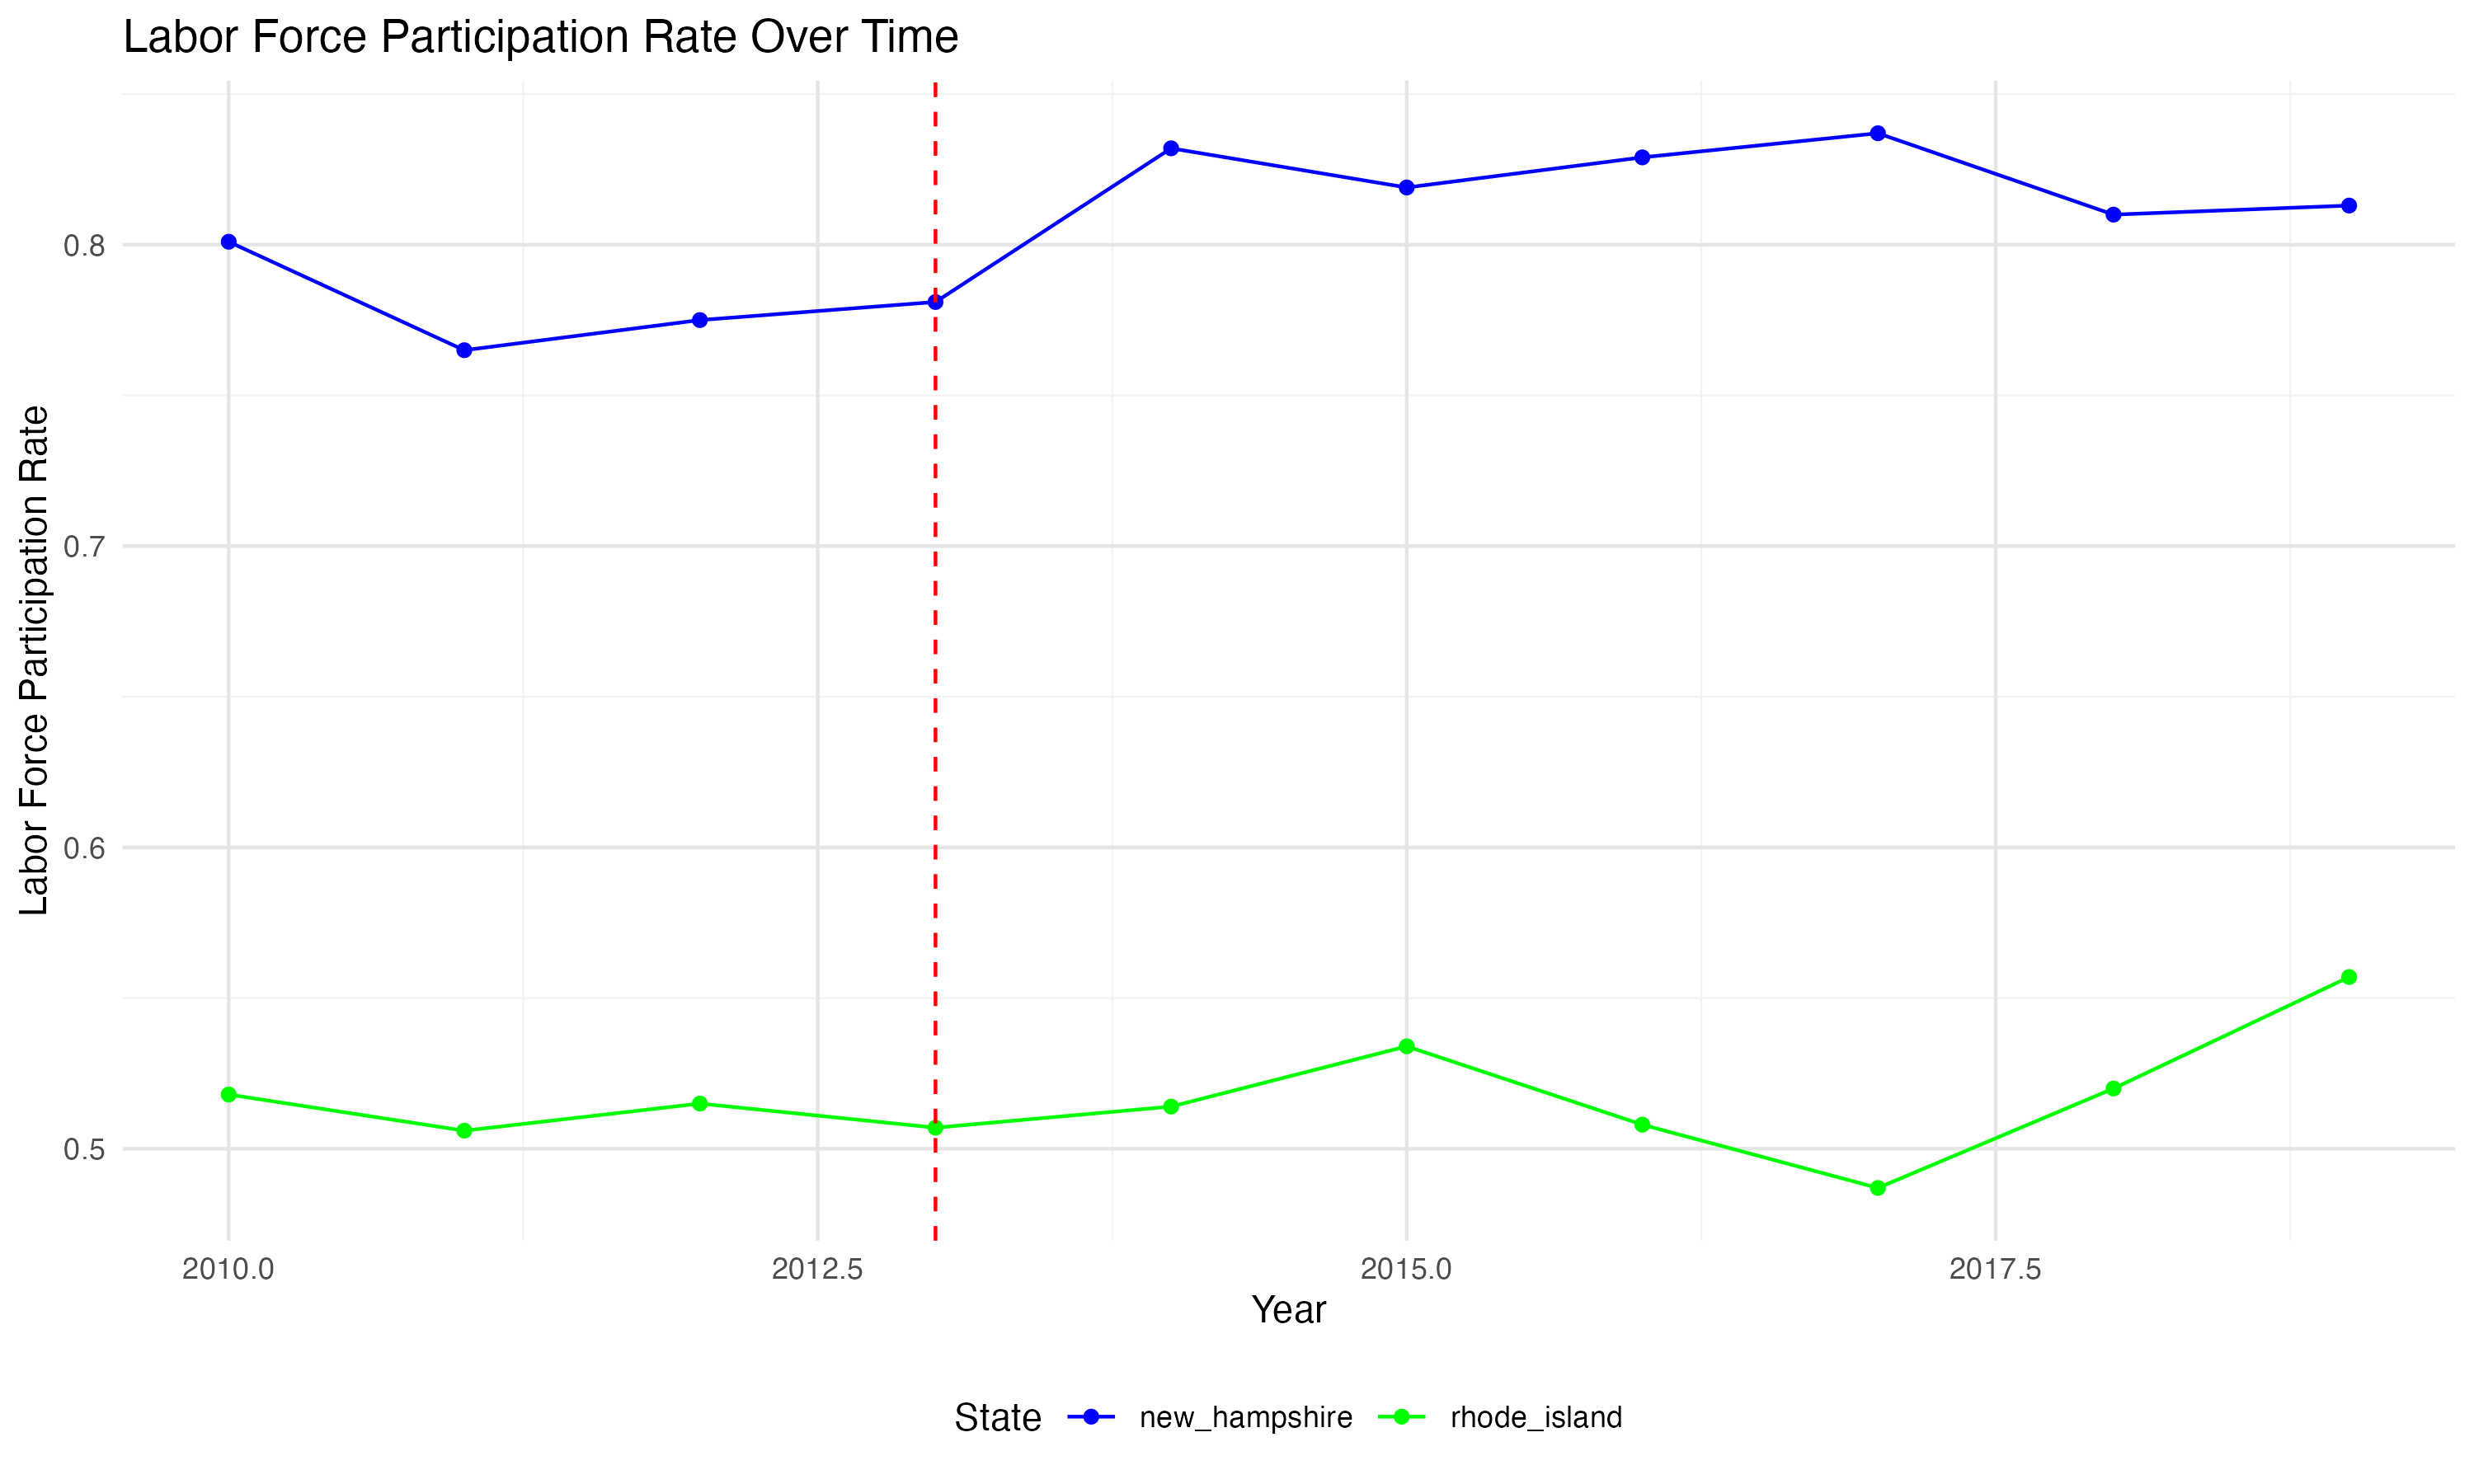 Labor Force Participation Rate Over Time
Labor Force Participation Rate
0.8
0.7
0.6
0.5
2010.0 2012.5 2015.0 2017.5
Year
State new_hampshire rhode_island